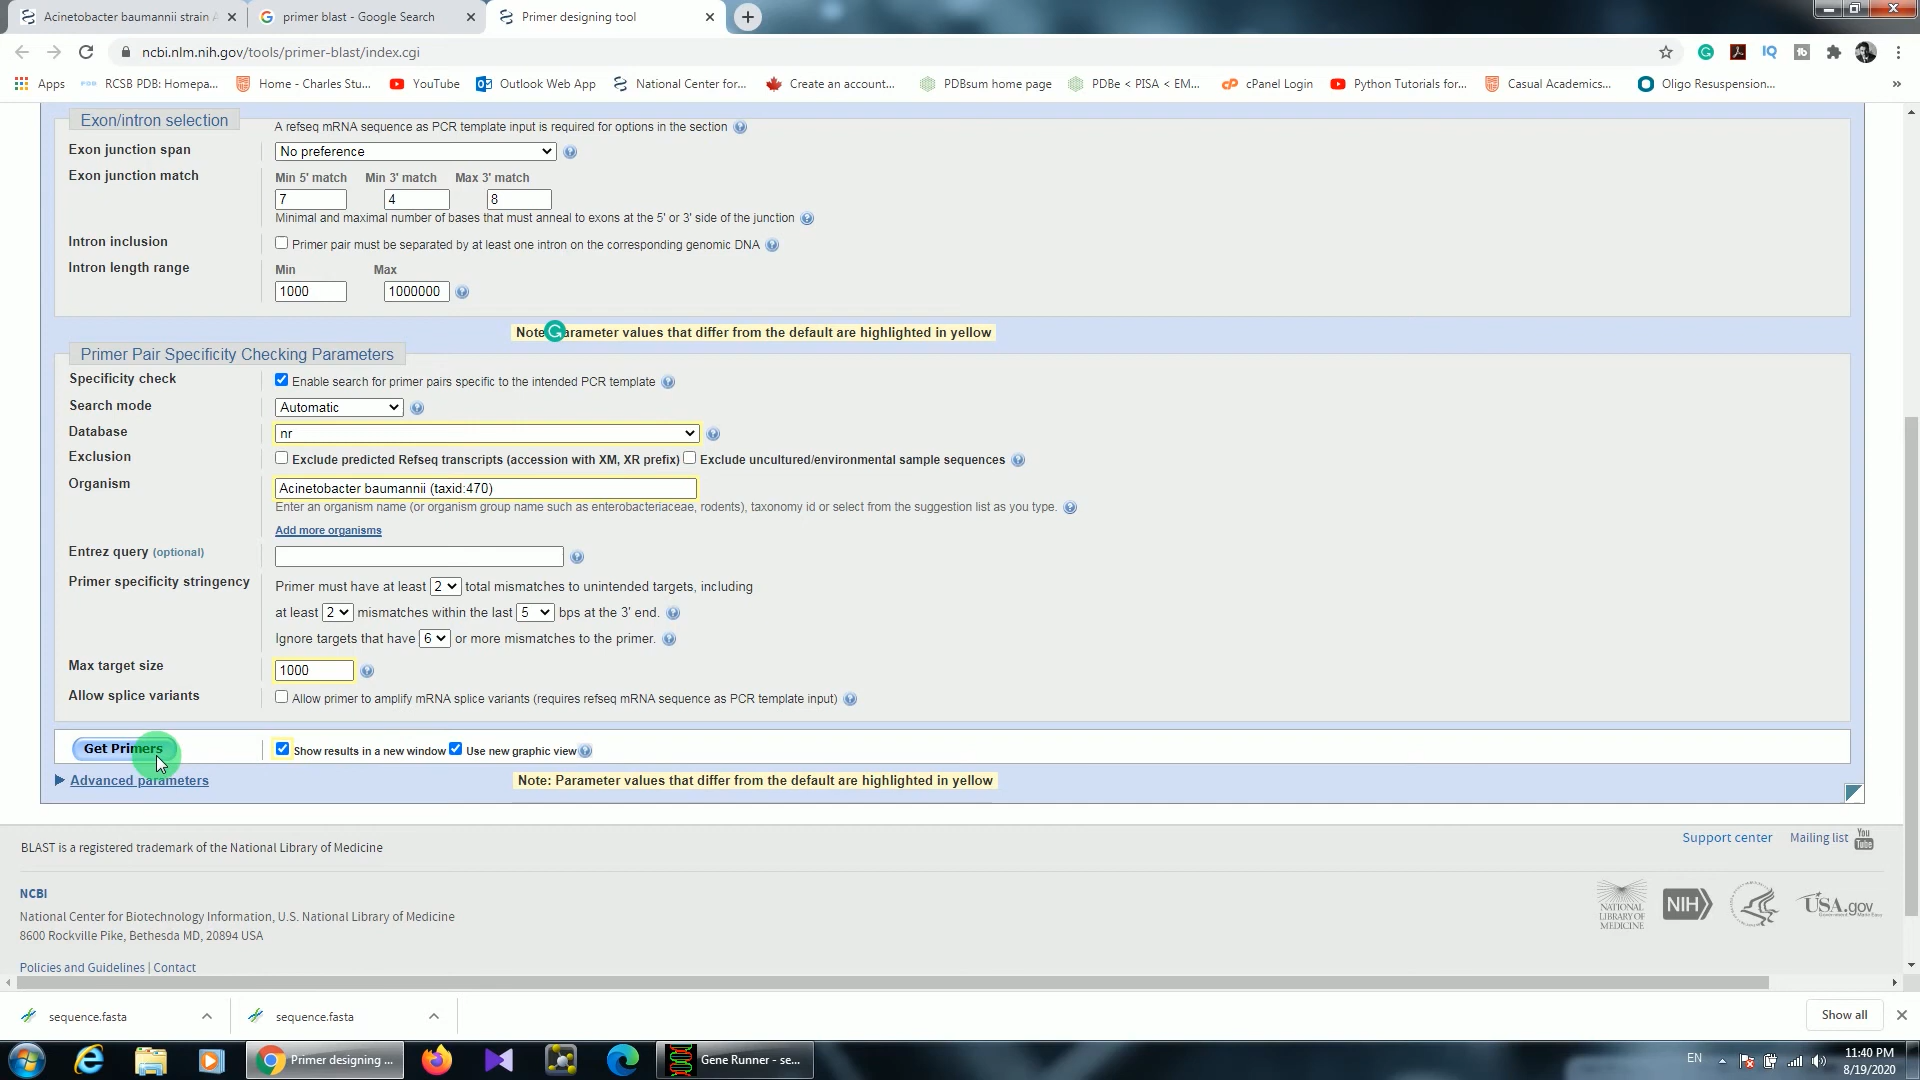 Acinetobacter baumannii strain A
primer blast - Google Search
Primer designing tool
ncbi.nlm.nih.gov/tools/primer-blast/index.cgi
Apps RCSB PDB: Homepa... Home - Charles Stu... YouTube Outlook Web App National Center for... Create an account... PDBsum home page PDBe < PISA < EM... cPanel Login Python Tutorials for... Casual Academics... Oligo Resuspension... »
Exon/intron selection
A refseq mRNA sequence as PCR template input is required for options in the section
Exon junction span No preference
Exon junction match Min 5' match Min 3' match Max 3' match
7 4 8
Minimal and maximal number of bases that must anneal to exons at the 5' or 3' side of the junction
Intron inclusion Primer pair must be separated by at least one intron on the corresponding genomic DNA
Intron length range Min Max
1000 1000000
Note: Parameter values that differ from the default are highlighted in yellow
Primer Pair Specificity Checking Parameters
Specificity check Enable search for primer pairs specific to the intended PCR template
Search mode Automatic
Database nr
Exclusion Exclude predicted Refseq transcripts (accession with XM, XR prefix) Exclude uncultured/environmental sample sequences
Organism Acinetobacter baumannii (taxid:470)
Enter an organism name (or organism group name such as enterobacteriaceae, rodents), taxonomy id or select from the suggestion list as you type.
Add more organisms
Entrez query (optional)
Primer specificity stringency Primer must have at least 2 total mismatches to unintended targets, including
at least 2 mismatches within the last 5 bps at the 3' end.
Ignore targets that have 6 or more mismatches to the primer.
Max target size 1000
Allow splice variants Allow primer to amplify mRNA splice variants (requires refseq mRNA sequence as PCR template input)
Get Primers Show results in a new window Use new graphic view
Advanced parameters Note: Parameter values that differ from the default are highlighted in yellow
Support center Mailing list You Tube
BLAST is a registered trademark of the National Library of Medicine
NCBI
National Center for Biotechnology Information, U.S. National Library of Medicine
8600 Rockville Pike, Bethesda MD, 20894 USA
Policies and Guidelines | Contact
NATIONAL LIBRARY OF MEDICINE
NIH
USA.gov
sequence.fasta
sequence.fasta
Show all
Primer designing ...
Gene Runner - se...
EN
11:40 PM
8/19/2020